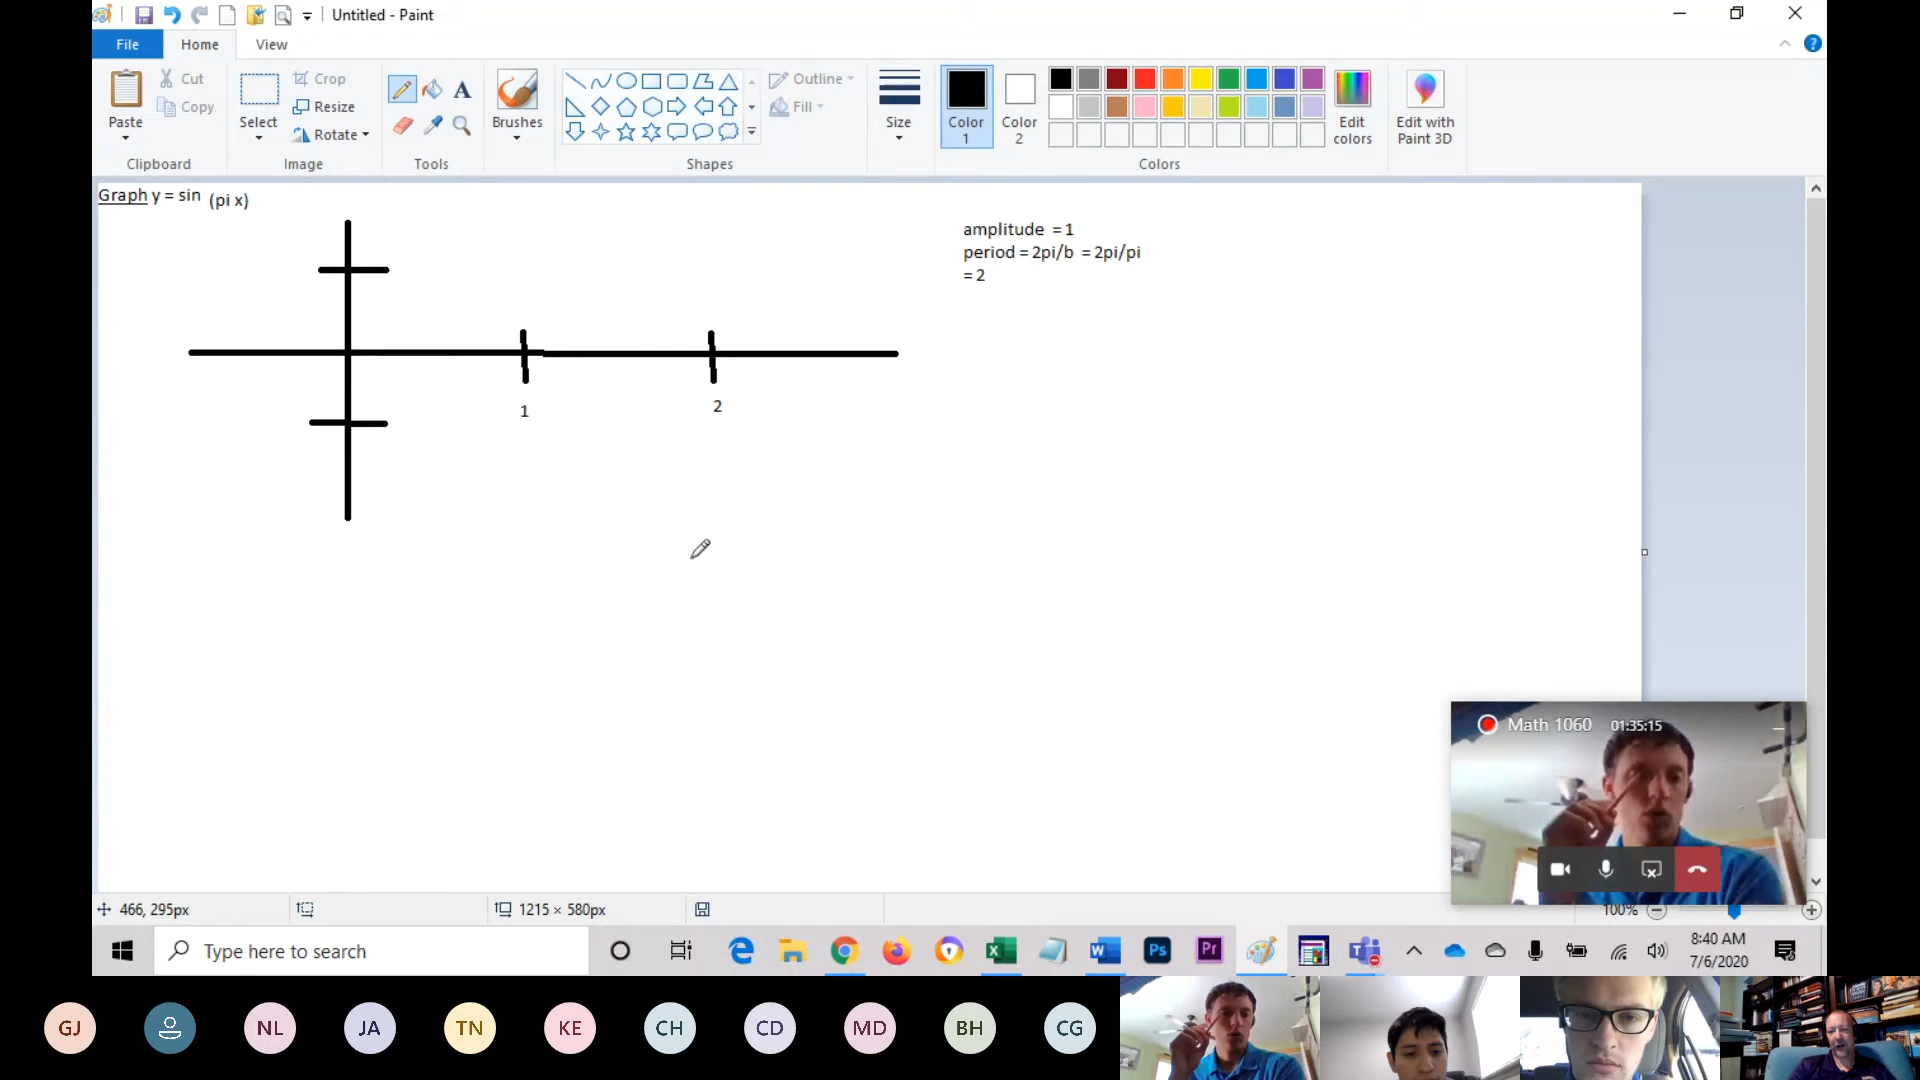 Untitled - Paint
File Home View
Paste
Cut
Copy
Clipboard
Select
Crop
Resize
Rotate
Image
A
Tools
Brushes
Shapes
Outline
Fill
Size
Color 1
Color 2
Edit colors
Edit with Paint 3D
Colors
Graph y = sin (pi x)
amplitude = 1
period = 2pi/b = 2pi/pi
= 2
1
2
Math 1060 01:35:15
466, 295px
1215 × 580px
100%
Type here to search
Ps
Pr
8:40 AM
7/6/2020
GJ NL JA TN KE CH CD MD BH CG